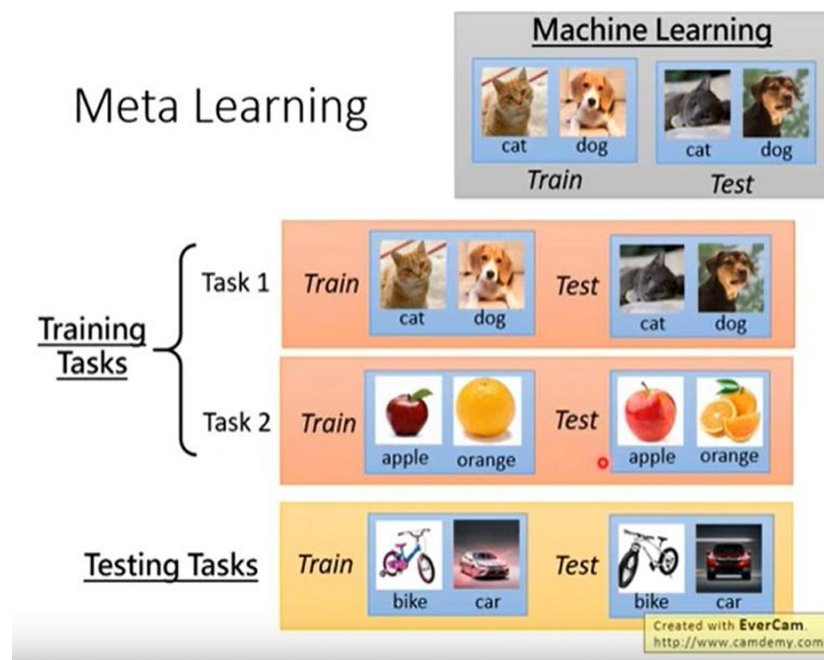 Machine Learning
cat dog cat dog
Train Test
Meta Learning
Training
Tasks
Task 1 Train Test
cat dog cat dog
Task 2 Train Test
apple orange apple orange
Testing Tasks Train Test
bike car bike car
Created with EverCam.
http://www.camdemy.com